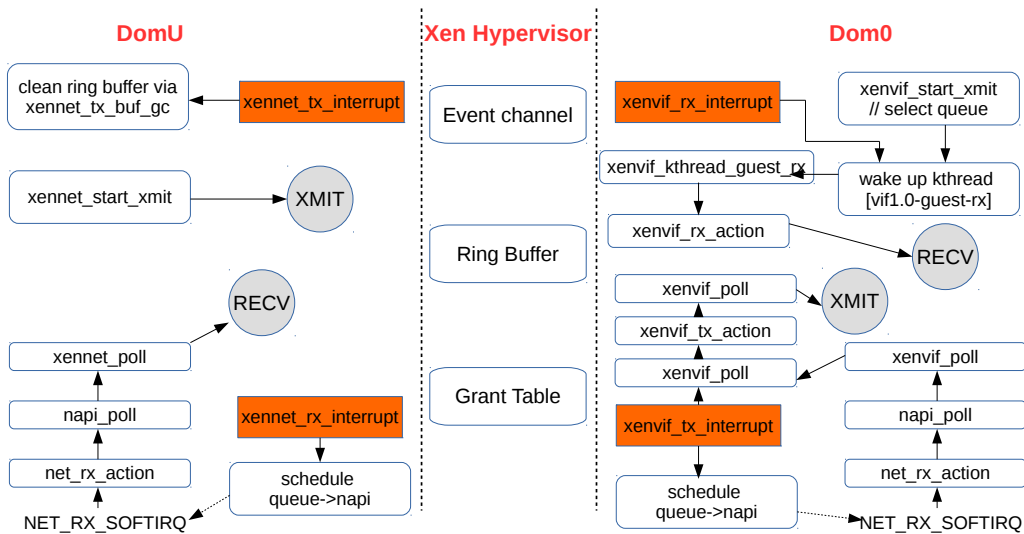 DomU
Xen Hypervisor
Dom0
clean ring buffer via
xennet_tx_buf_gc
xennet_tx_interrupt
xennet_start_xmit
XMIT
RECV
xennet_poll
napi_poll
net_rx_action
NET_RX_SOFTIRQ
xennet_rx_interrupt
schedule
queue->napi
Event channel
Ring Buffer
Grant Table
xenvif_rx_interrupt
xenvif_start_xmit
// select queue
xenvif_kthread_guest_rx
wake up kthread
[vif1.0-guest-rx]
xenvif_rx_action
RECV
xenvif_poll
XMIT
xenvif_tx_action
xenvif_poll
xenvif_tx_interrupt
schedule
queue->napi
xenvif_poll
napi_poll
net_rx_action
NET_RX_SOFTIRQ